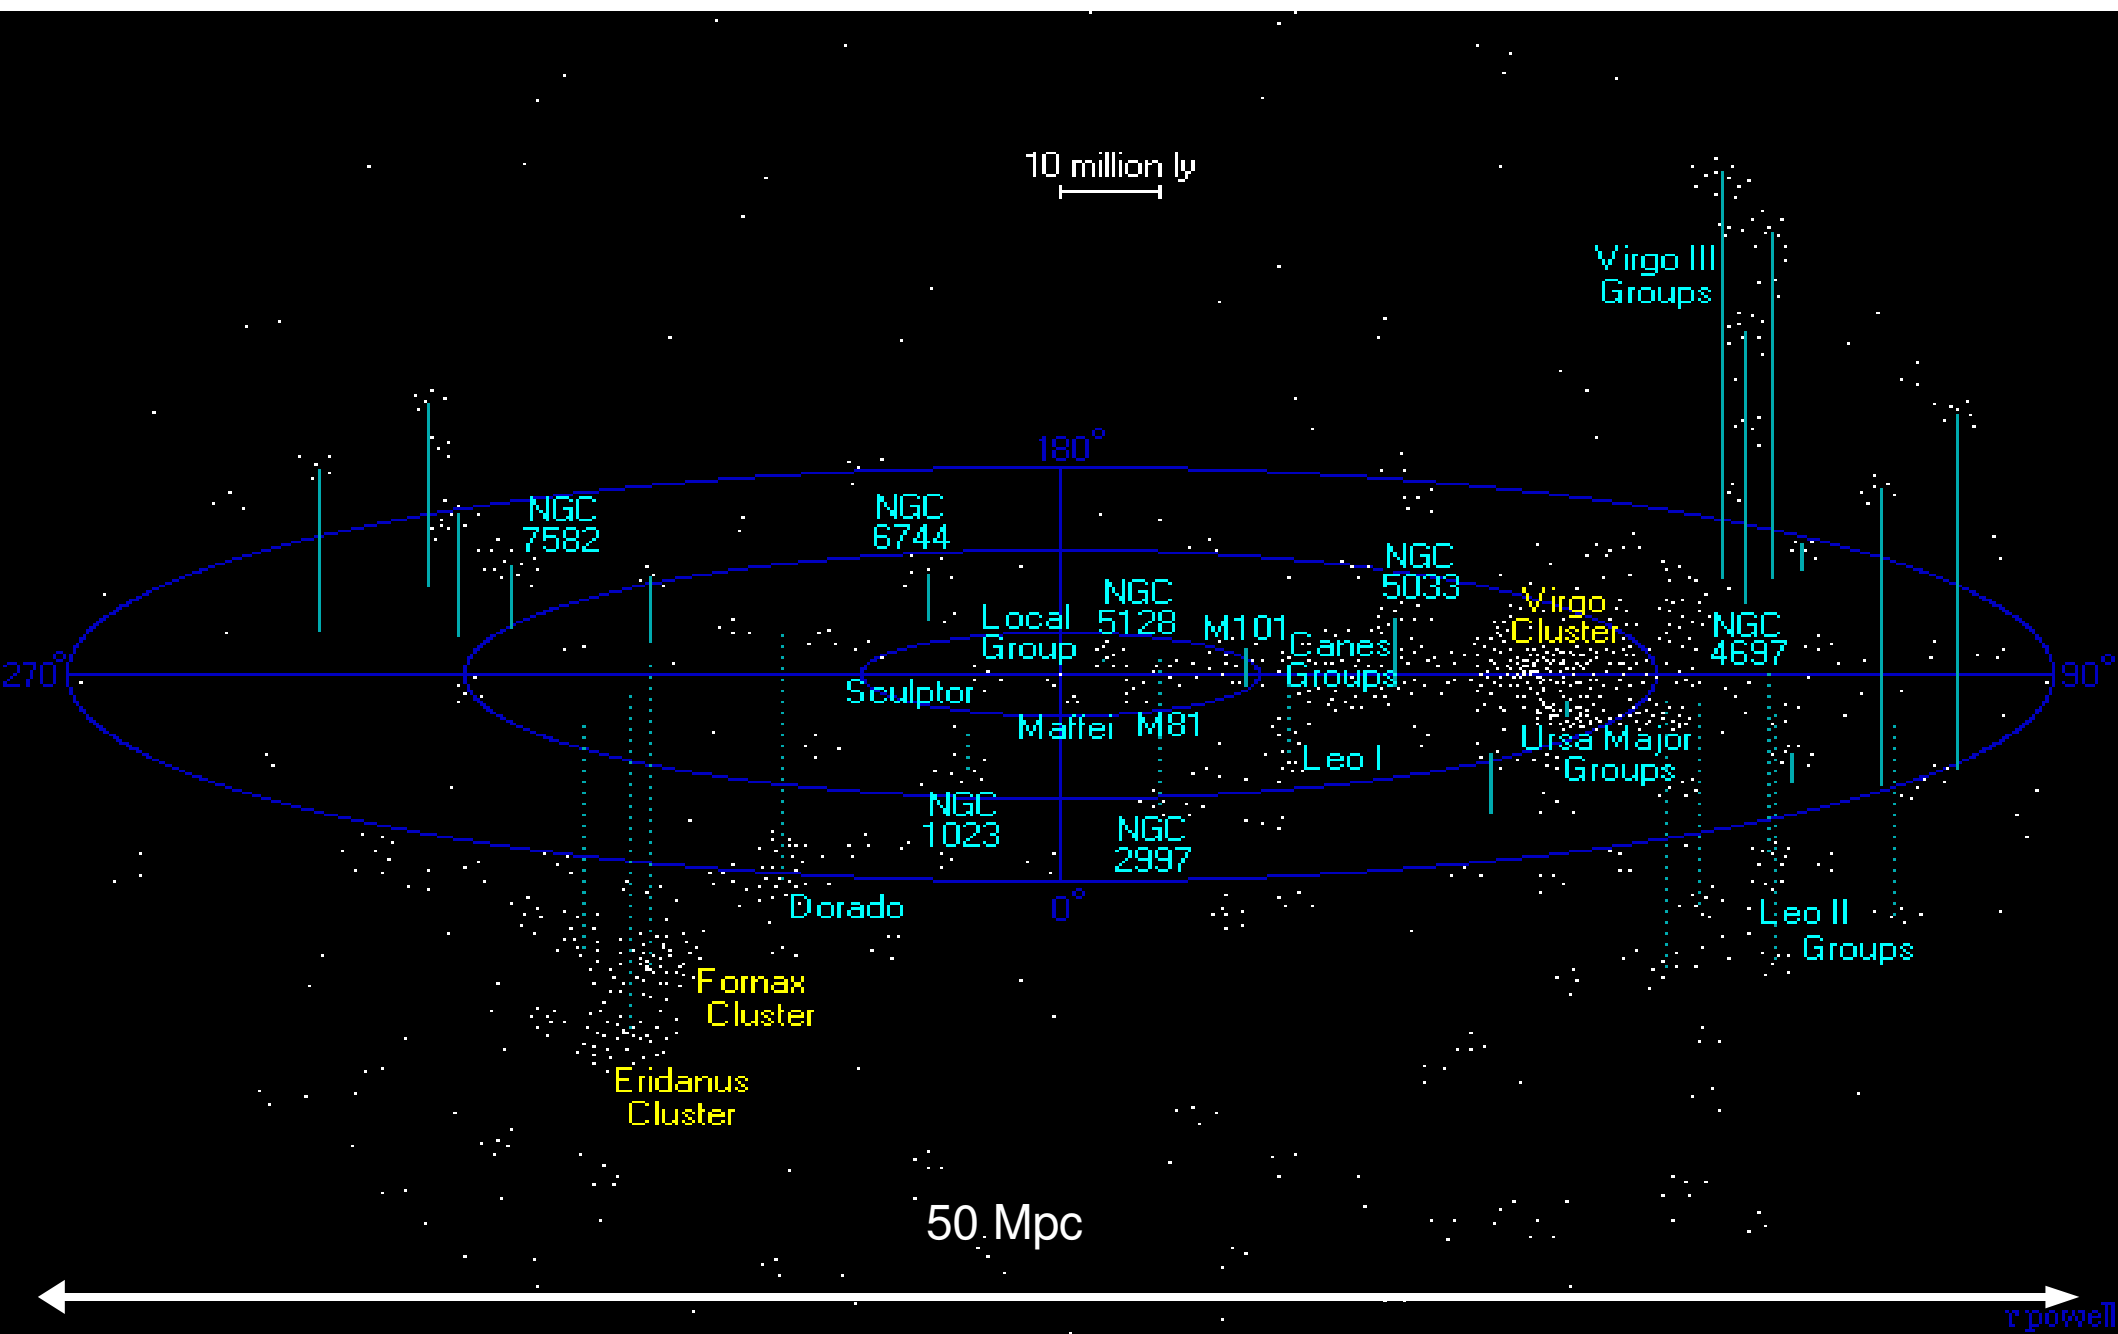 10 million ly
Virgo III
Groups
180°
NGC
7582
NGC
6744
NGC
5033
NGC
5128
Virgo
Cluster
Local
Group
M101
Canes
Groups
NGC
4697
270°
90°
Sculptor
Maffei
M81
Ursa Major
Groups
Leo I
NGC
1023
NGC
2997
0°
Dorado
Leo II
Groups
Fornax
Cluster
Eridanus
Cluster
50 Mpc
rpowell